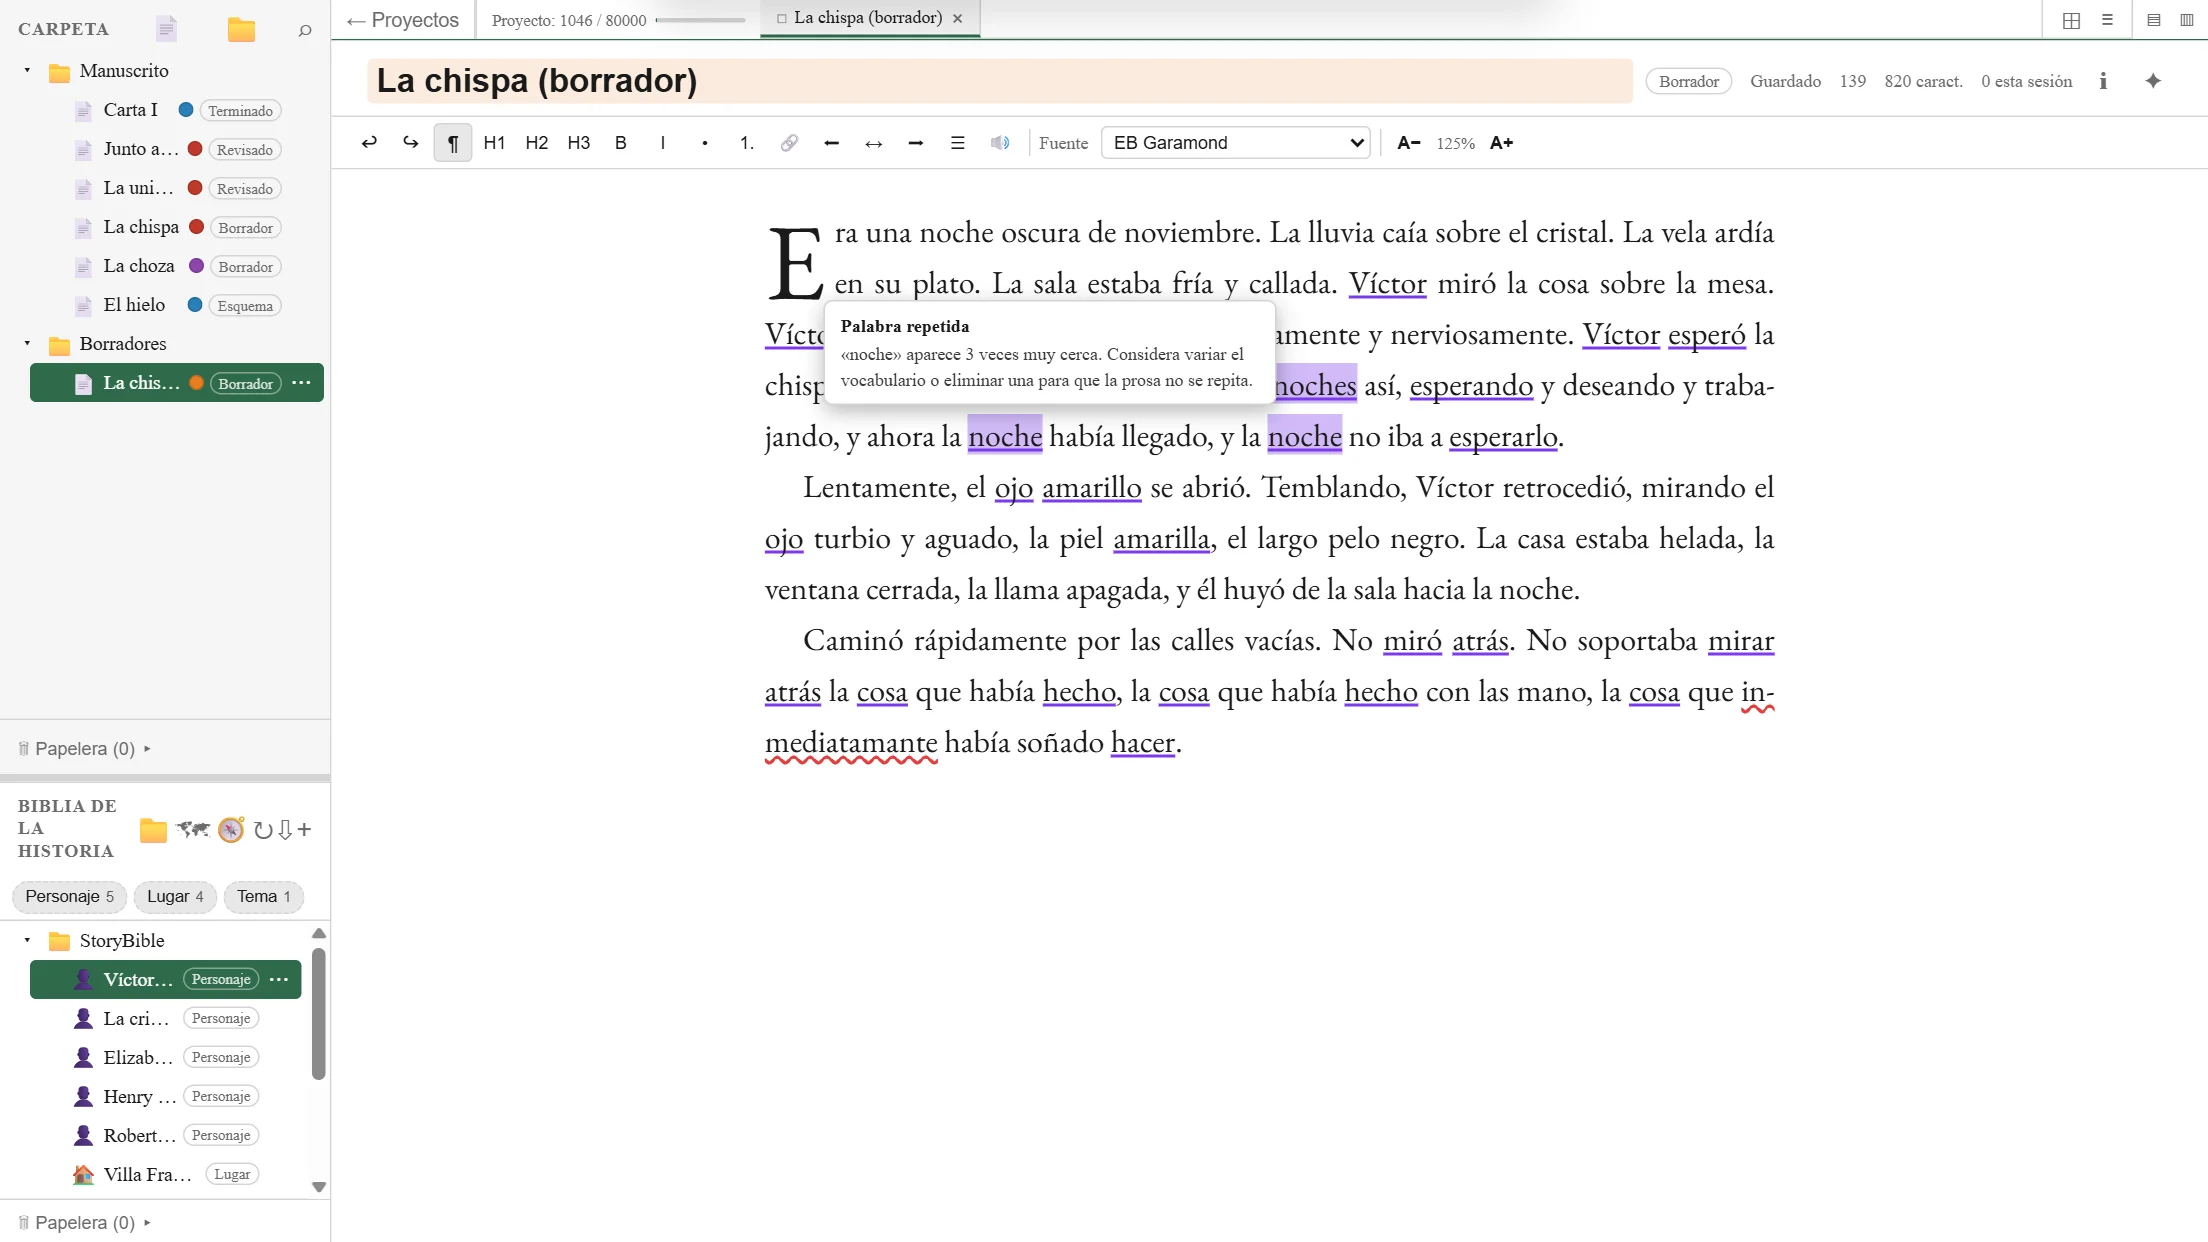 CARPETA
Manuscrito
Carta I Terminado
Junto a… Revisado
La uni… Revisado
La chispa Borrador
La choza Borrador
El hielo Esquema
Borradores
La chis… Borrador ···
Papelera (0)
BIBLIA DE
LA
HISTORIA
Personaje 5 Lugar 4 Tema 1
StoryBible
Víctor… Personaje ···
La cri… Personaje
Elizab… Personaje
Henry … Personaje
Robert… Personaje
Villa Fra… Lugar
Papelera (0)
← Proyectos Proyecto: 1046 / 80000 La chispa (borrador) ×
La chispa (borrador) Borrador Guardado 139 820 caract. 0 esta sesión
¶ H1 H2 H3 B I • 1. Fuente EB Garamond A− 125% A+
Era una noche oscura de noviembre. La lluvia caía sobre el cristal. La vela ardía
en su plato. La sala estaba fría y callada. Víctor miró la cosa sobre la mesa.
Palabra repetida
«noche» aparece 3 veces muy cerca. Considera variar el
vocabulario o eliminar una para que la prosa no se repita.
amente y nerviosamente. Víctor esperó la
noches así, esperando y deseando y traba-
jando, y ahora la noche había llegado, y la noche no iba a esperarlo.
Lentamente, el ojo amarillo se abrió. Temblando, Víctor retrocedió, mirando el
ojo turbio y aguado, la piel amarilla, el largo pelo negro. La casa estaba helada, la
ventana cerrada, la llama apagada, y él huyó de la sala hacia la noche.
Caminó rápidamente por las calles vacías. No miró atrás. No soportaba mirar
atrás la cosa que había hecho, la cosa que había hecho con las mano, la cosa que in-
mediatamante había soñado hacer.